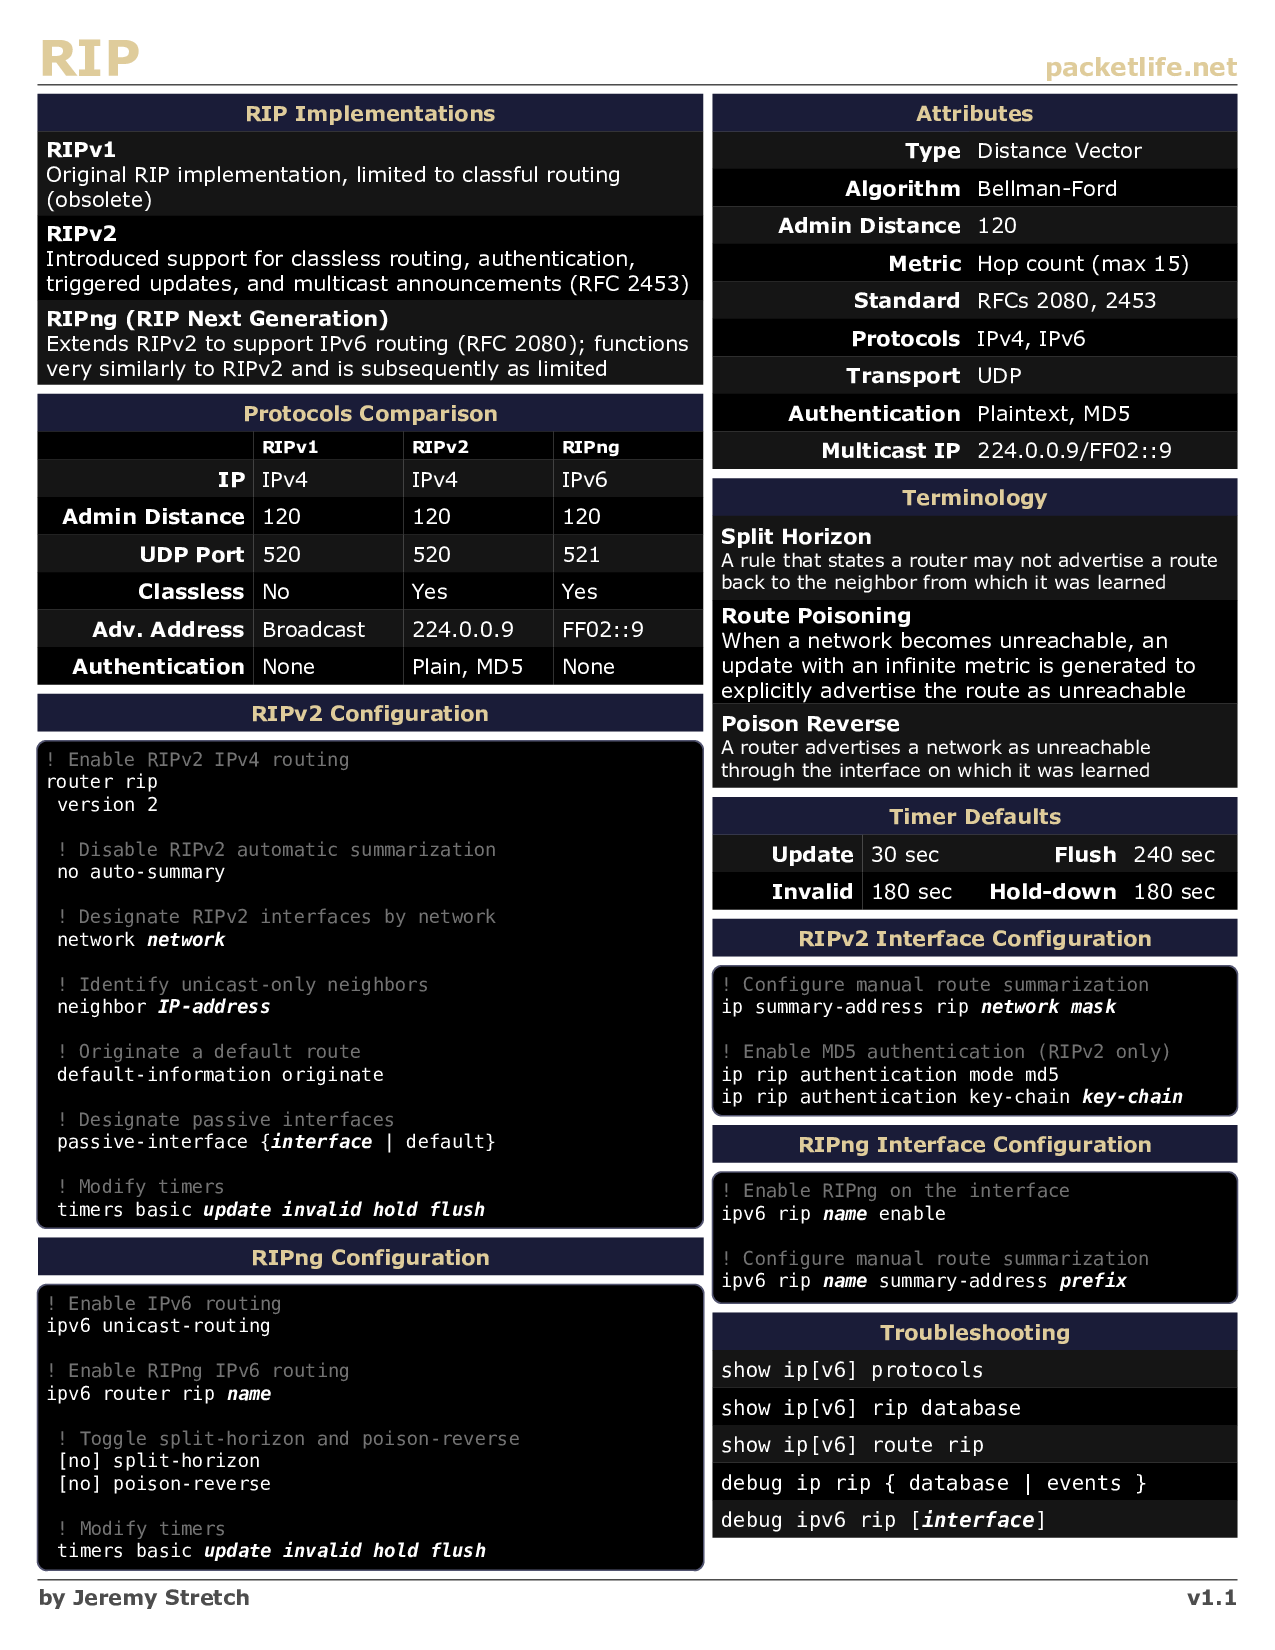 RIP
packetlife.net
RIP Implementations
RIPv1
Original RIP implementation, limited to classful routing
(obsolete)
RIPv2
Introduced support for classless routing, authentication,
triggered updates, and multicast announcements (RFC 2453)
RIPng (RIP Next Generation)
Extends RIPv2 to support IPv6 routing (RFC 2080); functions
very similarly to RIPv2 and is subsequently as limited
Protocols Comparison
RIPv1 RIPv2 RIPng
IP IPv4 IPv4 IPv6
Admin Distance 120 120 120
UDP Port 520 520 521
Classless No Yes Yes
Adv. Address Broadcast 224.0.0.9 FF02::9
Authentication None Plain, MD5 None
RIPv2 Configuration
! Enable RIPv2 IPv4 routing
router rip
version 2
! Disable RIPv2 automatic summarization
no auto-summary
! Designate RIPv2 interfaces by network
network network
! Identify unicast-only neighbors
neighbor IP-address
! Originate a default route
default-information originate
! Designate passive interfaces
passive-interface {interface | default}
! Modify timers
timers basic update invalid hold flush
RIPng Configuration
! Enable IPv6 routing
ipv6 unicast-routing
! Enable RIPng IPv6 routing
ipv6 router rip name
! Toggle split-horizon and poison-reverse
[no] split-horizon
[no] poison-reverse
! Modify timers
timers basic update invalid hold flush
Attributes
Type Distance Vector
Algorithm Bellman-Ford
Admin Distance 120
Metric Hop count (max 15)
Standard RFCs 2080, 2453
Protocols IPv4, IPv6
Transport UDP
Authentication Plaintext, MD5
Multicast IP 224.0.0.9/FF02::9
Terminology
Split Horizon
A rule that states a router may not advertise a route
back to the neighbor from which it was learned
Route Poisoning
When a network becomes unreachable, an
update with an infinite metric is generated to
explicitly advertise the route as unreachable
Poison Reverse
A router advertises a network as unreachable
through the interface on which it was learned
Timer Defaults
Update 30 sec Flush 240 sec
Invalid 180 sec Hold-down 180 sec
RIPv2 Interface Configuration
! Configure manual route summarization
ip summary-address rip network mask
! Enable MD5 authentication (RIPv2 only)
ip rip authentication mode md5
ip rip authentication key-chain key-chain
RIPng Interface Configuration
! Enable RIPng on the interface
ipv6 rip name enable
! Configure manual route summarization
ipv6 rip name summary-address prefix
Troubleshooting
show ip[v6] protocols
show ip[v6] rip database
show ip[v6] route rip
debug ip rip { database | events }
debug ipv6 rip [interface]
by Jeremy Stretch
v1.1